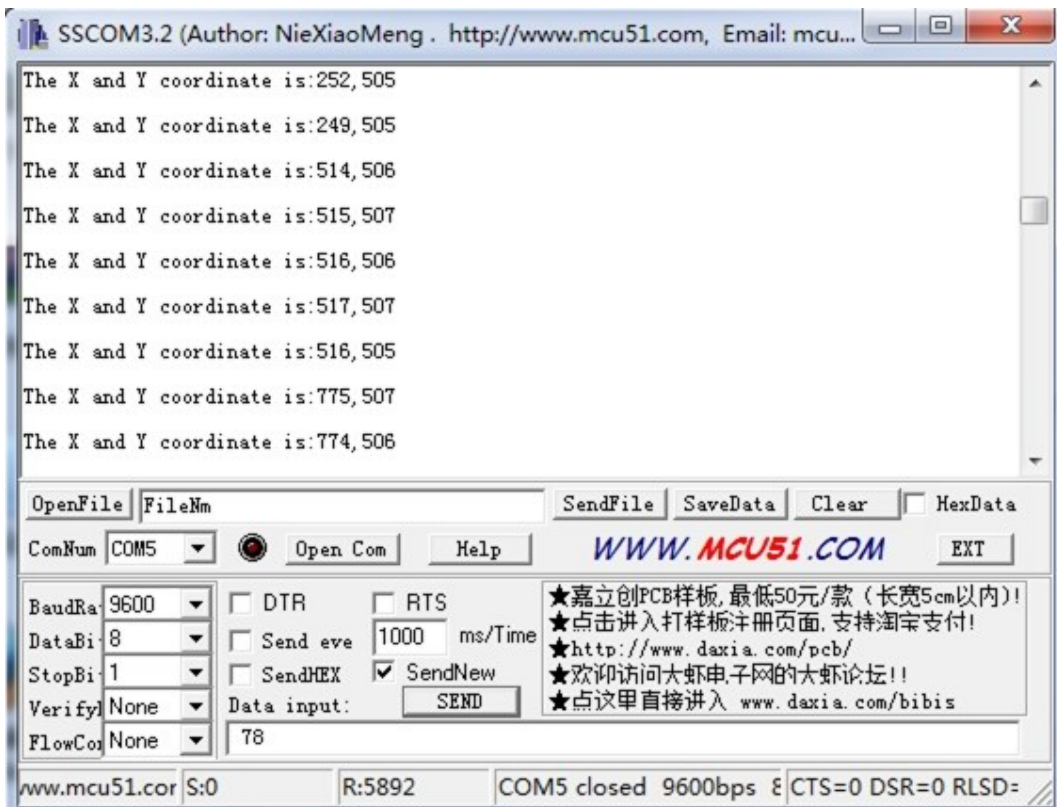 SSCOM3.2 (Author: NieXiaoMeng . http://www.mcu51.com, Email: mcu...
The X and Y coordinate is:252,505
The X and Y coordinate is:249,505
The X and Y coordinate is:514,506
The X and Y coordinate is:515,507
The X and Y coordinate is:516,506
The X and Y coordinate is:517,507
The X and Y coordinate is:516,505
The X and Y coordinate is:775,507
The X and Y coordinate is:774,506
OpenFile FileNm SendFile SaveData Clear HexData
ComNum COM5 Open Com Help WWW.MCU51.COM EXT
BaudRa 9600 DTR RTS
DataBi 8 Send eve 1000 ms/Time
StopBi 1 SendHEX SendNew
Verify None Data input: SEND
FlowCo None 78
★嘉立创PCB样板,最低50元/款（长宽5cm以内)!
★点击进入打样板注册页面,支持淘宝支付!
★http://www.daxia.com/pcb/
★欢迎访问大虾电子网的大虾论坛!!
★点这里直接进入 www.daxia.com/bibis
www.mcu51.cor S:0 R:5892 COM5 closed 9600bps 8 CTS=0 DSR=0 RLSD=